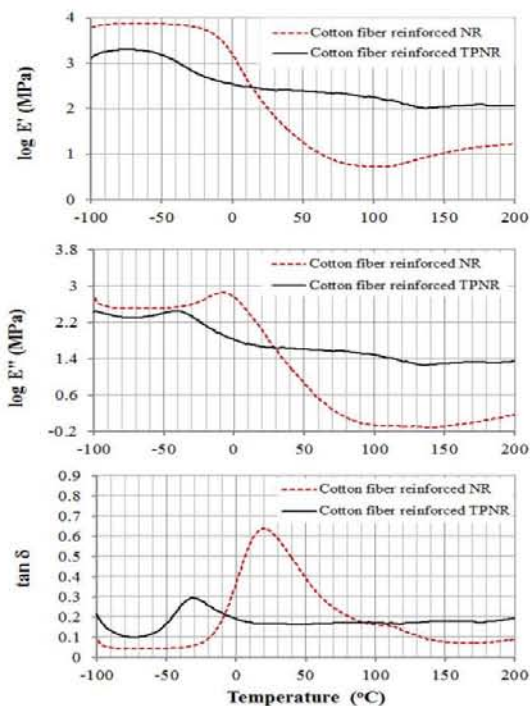 4
3
2
1
0
log E' (MPa)
Cotton fiber reinforced NR
Cotton fiber reinforced TPNR
-100 -50 0 50 100 150 200
3.8
3
2.2
1.4
0.6
-0.2
log E" (MPa)
Cotton fiber reinforced NR
Cotton fiber reinforced TPNR
-100 -50 0 50 100 150 200
0.9
0.8
0.7
0.6
0.5
0.4
0.3
0.2
0.1
0
tan δ
Cotton fiber reinforced NR
Cotton fiber reinforced TPNR
-100 -50 0 50 100 150 200
Temperature (oC)